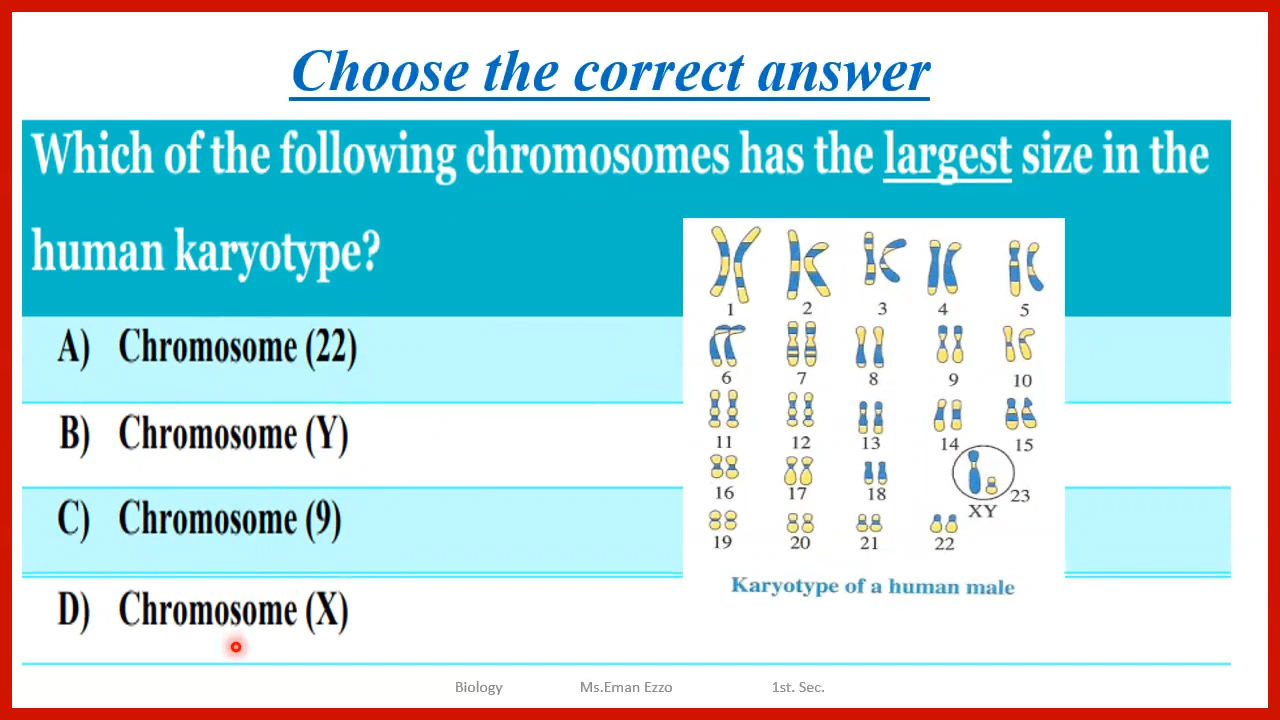 Choose the correct answer
Which of the following chromosomes has the largest size in the
human karyotype?
A) Chromosome (22)
B) Chromosome (Y)
C) Chromosome (9)
D) Chromosome (X)
1 2 3 4 5
6 7 8 9 10
11 12 13 14 15
16 17 18 23
XY
19 20 21 22
Karyotype of a human male
Biology Ms.Eman Ezzo 1st. Sec.